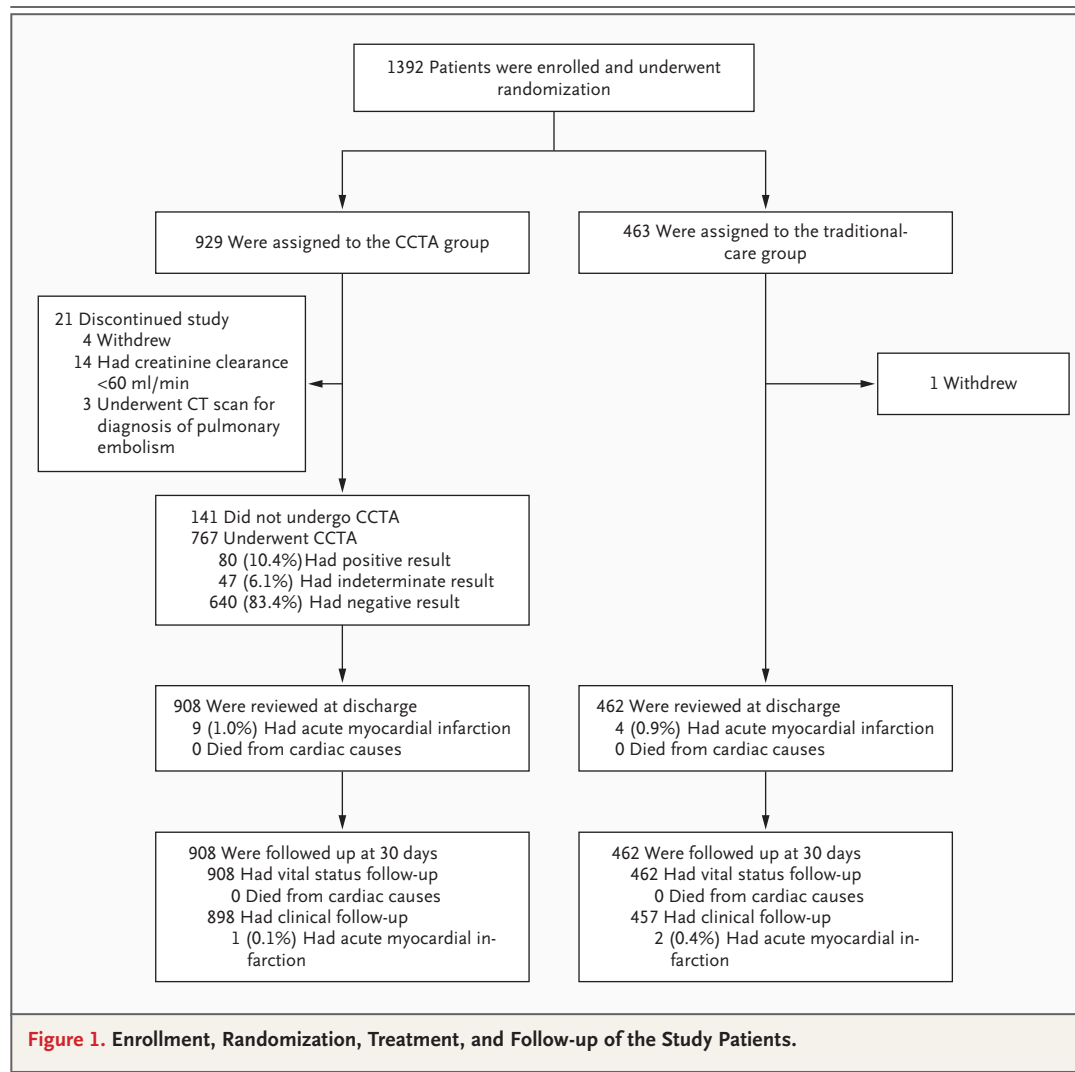 1392 Patients were enrolled and underwent
randomization
929 Were assigned to the CCTA group
463 Were assigned to the traditional-
care group
21 Discontinued study
4 Withdrew
14 Had creatinine clearance
<60 ml/min
3 Underwent CT scan for
diagnosis of pulmonary
embolism
1 Withdrew
141 Did not undergo CCTA
767 Underwent CCTA
80 (10.4%)Had positive result
47 (6.1%) Had indeterminate result
640 (83.4%) Had negative result
908 Were reviewed at discharge
9 (1.0%) Had acute myocardial infarction
0 Died from cardiac causes
462 Were reviewed at discharge
4 (0.9%) Had acute myocardial infarction
0 Died from cardiac causes
908 Were followed up at 30 days
908 Had vital status follow-up
0 Died from cardiac causes
898 Had clinical follow-up
1 (0.1%) Had acute myocardial in-
farction
462 Were followed up at 30 days
462 Had vital status follow-up
0 Died from cardiac causes
457 Had clinical follow-up
2 (0.4%) Had acute myocardial in-
farction
Figure 1. Enrollment, Randomization, Treatment, and Follow-up of the Study Patients.